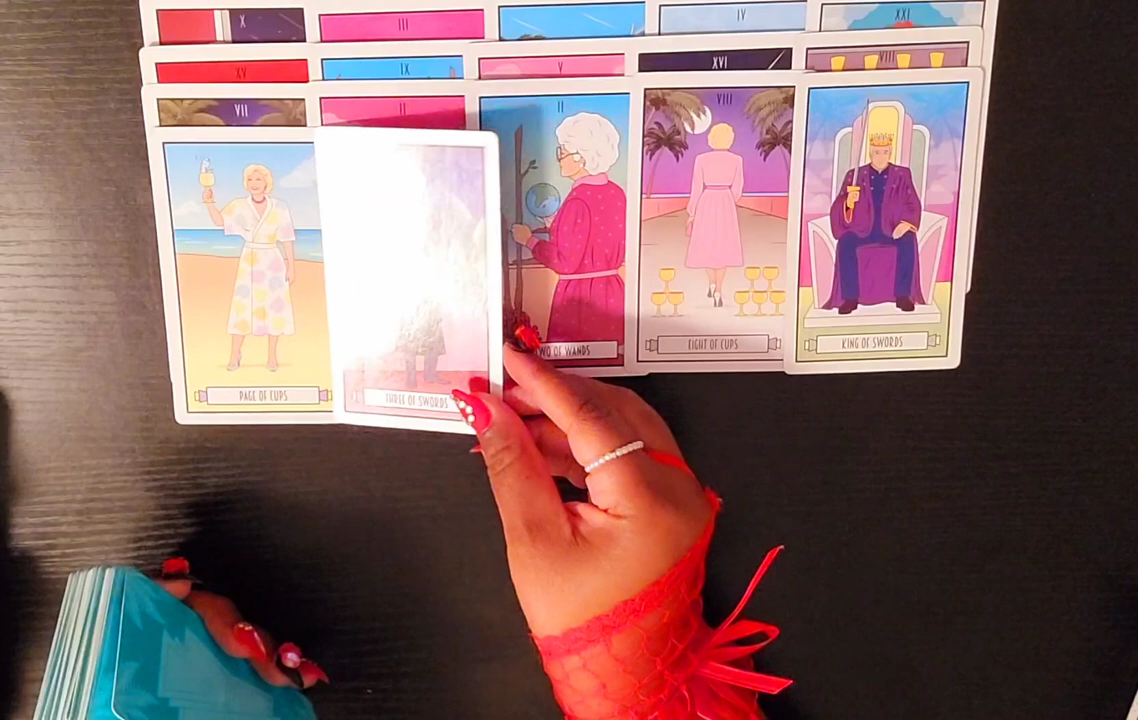 X
III
IV
XXI
XV
IX
V
XVI
VIII
VII
II
II
VIII
PAGE OF CUPS
THREE OF SWORDS
TWO OF WANDS
EIGHT OF CUPS
KING OF SWORDS